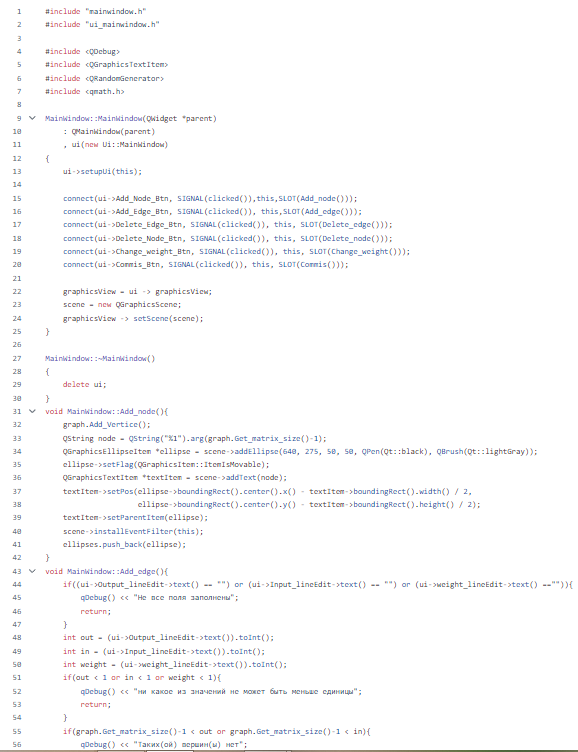 1 #include "mainwindow.h"
2 #include "ui_mainwindow.h"
3
4 #include <QDebug>
5 #include <QGraphicsTextItem>
6 #include <QRandomGenerator>
7 #include <qmath.h>
8
9 MainWindow::MainWindow(QWidget *parent)
10     : QMainWindow(parent)
11     , ui(new Ui::MainWindow)
12 {
13     ui->setupUi(this);
14
15     connect(ui->Add_Node_Btn, SIGNAL(clicked()),this,SLOT(Add_node()));
16     connect(ui->Add_Edge_Btn, SIGNAL(clicked()), this,SLOT(Add_edge()));
17     connect(ui->Delete_Edge_Btn, SIGNAL(clicked()), this, SLOT(Delete_edge()));
18     connect(ui->Delete_Node_Btn, SIGNAL(clicked()), this, SLOT(Delete_node()));
19     connect(ui->Change_weight_Btn, SIGNAL(clicked()), this, SLOT(Change_weight()));
20     connect(ui->Commis_Btn, SIGNAL(clicked()), this, SLOT(Commis()));
21
22     graphicsView = ui -> graphicsView;
23     scene = new QGraphicsScene;
24     graphicsView -> setScene(scene);
25 }
26
27 MainWindow::~MainWindow()
28 {
29     delete ui;
30 }
31 void MainWindow::Add_node(){
32     graph.Add_Vertice();
33     QString node = QString("%1").arg(graph.Get_matrix_size()-1);
34     QGraphicsEllipseItem *ellipse = scene->addEllipse(640, 275, 50, 50, QPen(Qt::black), QBrush(Qt::lightGray));
35     ellipse->setFlag(QGraphicsItem::ItemIsMovable);
36     QGraphicsTextItem *textItem = scene->addText(node);
37     textItem->setPos(ellipse->boundingRect().center().x() - textItem->boundingRect().width() / 2,
38                      ellipse->boundingRect().center().y() - textItem->boundingRect().height() / 2);
39     textItem->setParentItem(ellipse);
40     scene->installEventFilter(this);
41     ellipses.push_back(ellipse);
42 }
43 void MainWindow::Add_edge(){
44     if((ui->Output_lineEdit->text() == "") or (ui->Input_lineEdit->text() == "") or (ui->weight_lineEdit->text() =="")){
45         qDebug() << "Не все поля заполнены";
46         return;
47     }
48     int out = (ui->Output_lineEdit->text()).toInt();
49     int in = (ui->Input_lineEdit->text()).toInt();
50     int weight = (ui->weight_lineEdit->text()).toInt();
51     if(out < 1 or in < 1 or weight < 1){
52         qDebug() << "ни какое из значений не может быть меньше единицы";
53         return;
54     }
55     if(graph.Get_matrix_size()-1 < out or graph.Get_matrix_size()-1 < in){
56         qDebug() << "Таких(ой) вершин(ы) нет";